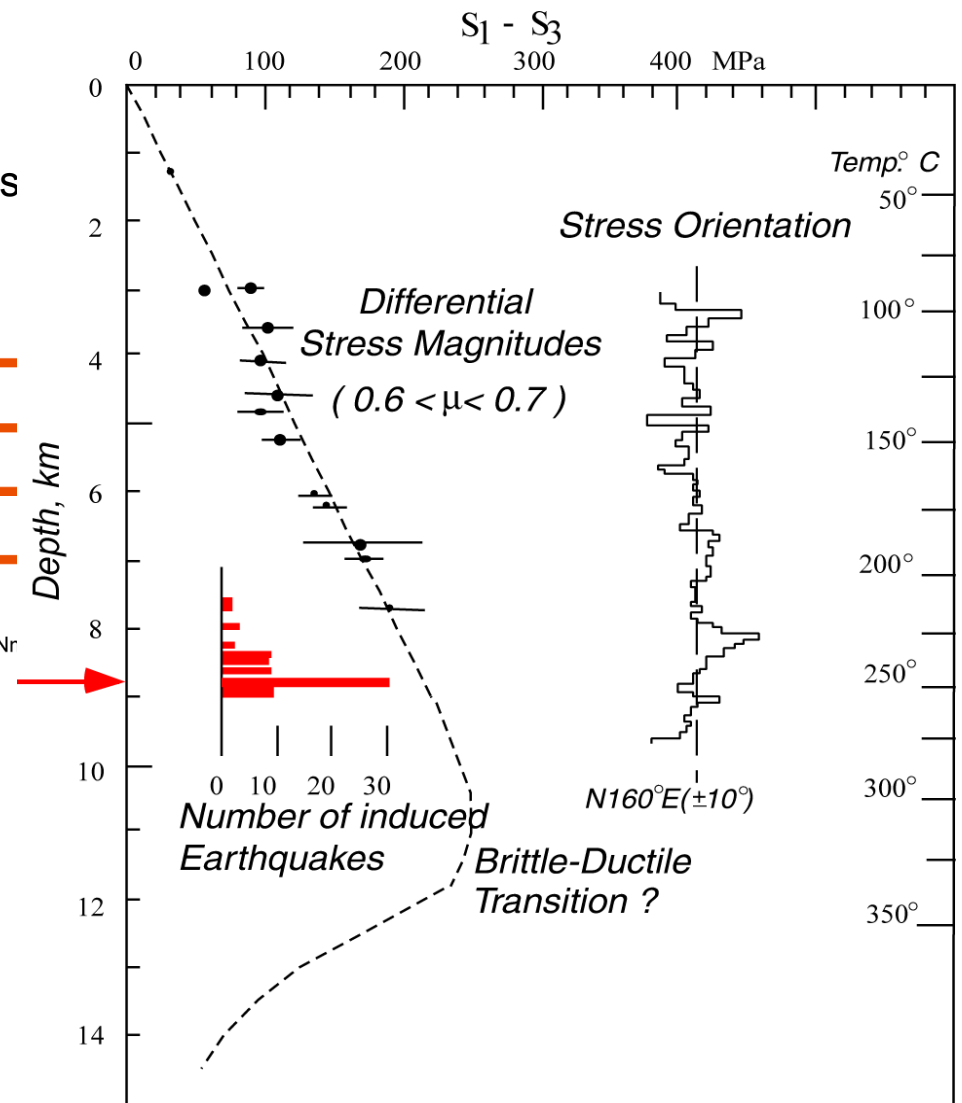 S1 - S3
0 100 200 300 400 MPa
0
Temp.° C
s
50°
2
Stress Orientation
Differential
100°
Stress Magnitudes
4
( 0.6 < μ < 0.7 )
150°
Depth, km
6
200°
8
250°
10
0 10 20 30
300°
N160°E(±10°)
Number of induced
Earthquakes
Brittle-Ductile
Transition ?
12
350°
14